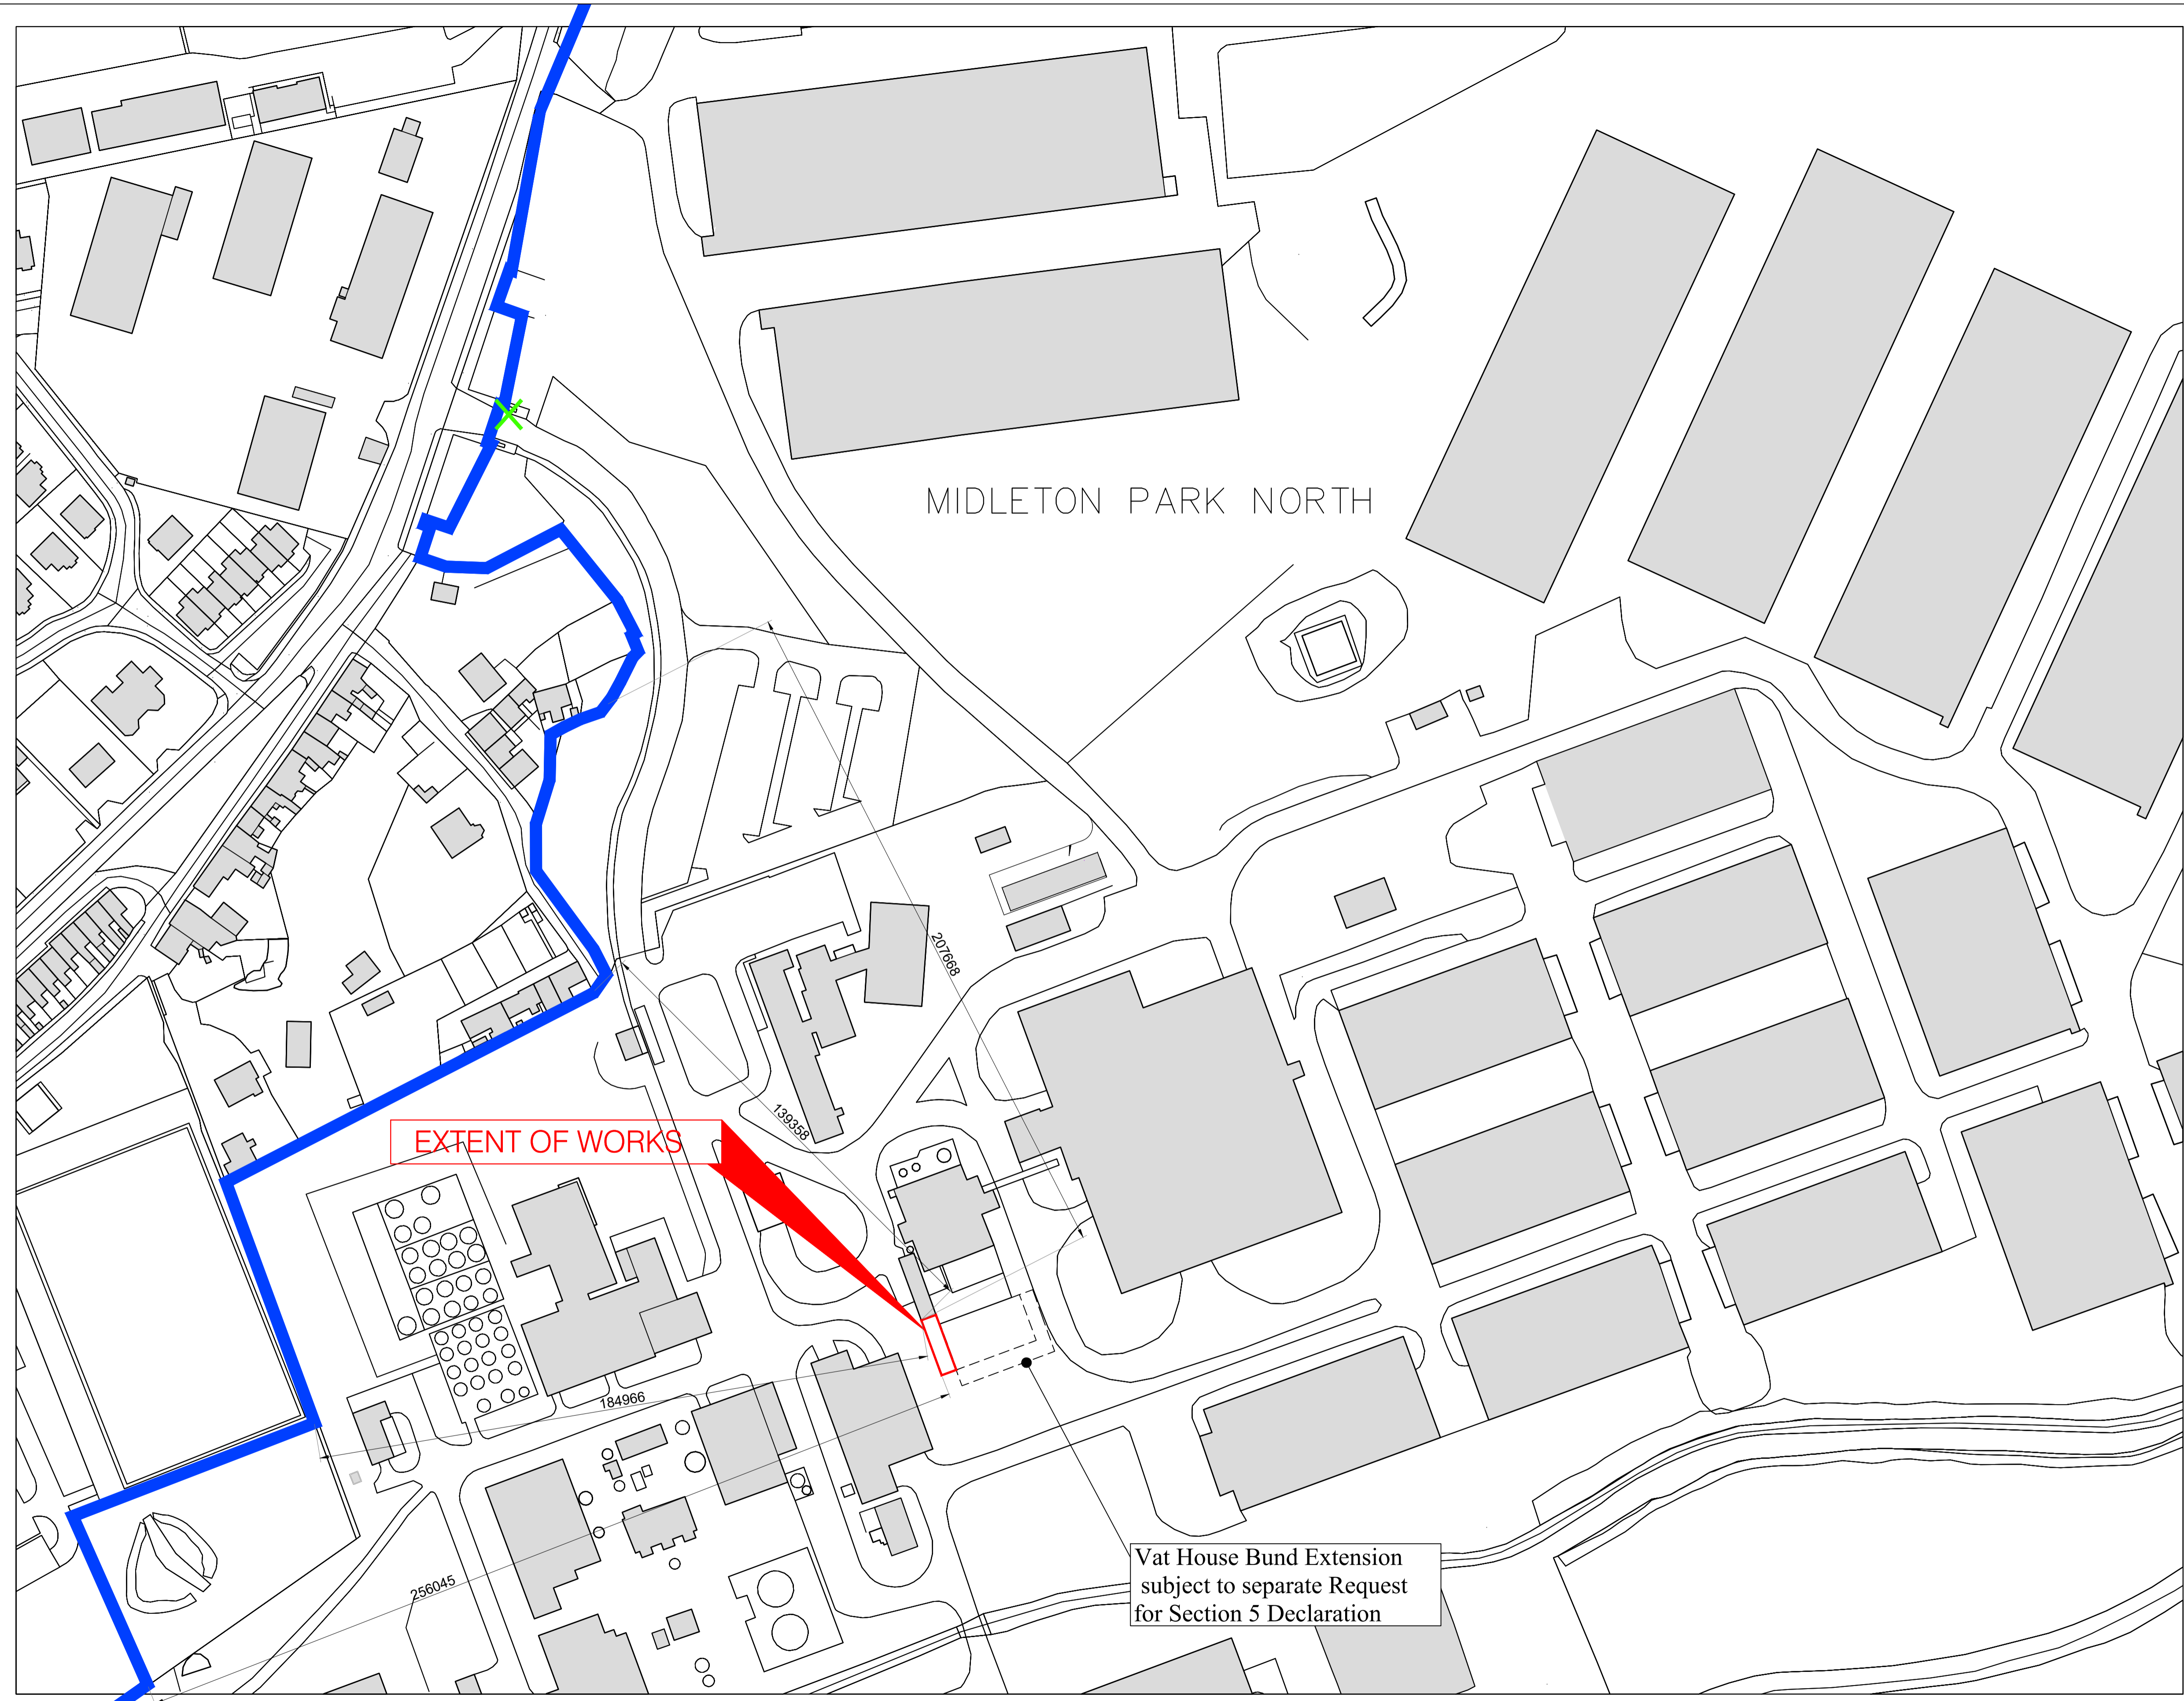 MIDLETON PARK NORTH
207668
139358
EXTENT OF WORKS
184966
256045
Vat House Bund Extension
subject to separate Request
for Section 5 Declaration